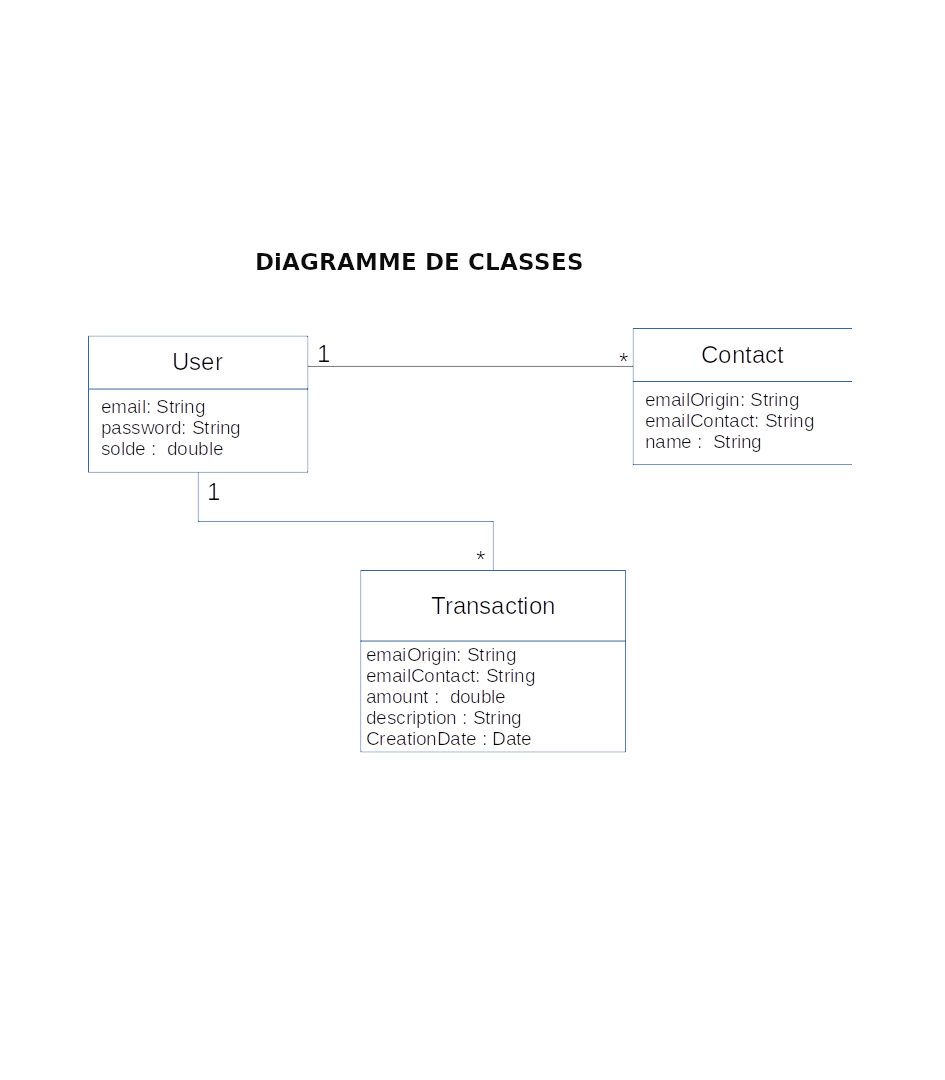 DiAGRAMME DE CLASSES
User
1
*
Contact
email: String
password: String
solde :  double
emailOrigin: String
emailContact: String
name :  String
1
*
Transaction
emaiOrigin: String
emailContact: String
amount :  double
description : String
CreationDate : Date